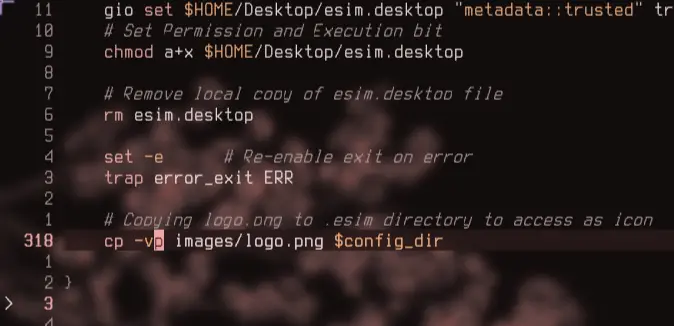 11 gio set $HOME/Desktop/esim.desktop "metadata::trusted" tr
10 # Set Permission and Execution bit
9 chmod a+x $HOME/Desktop/esim.desktop
8
7 # Remove local copy of esim.desktop file
6 rm esim.desktop
5
4 set -e # Re-enable exit on error
3 trap error_exit ERR
2
1 # Copying logo.png to .esim directory to access as icon
318 cp -vp images/logo.png $config_dir
1
2 }
> 3
4